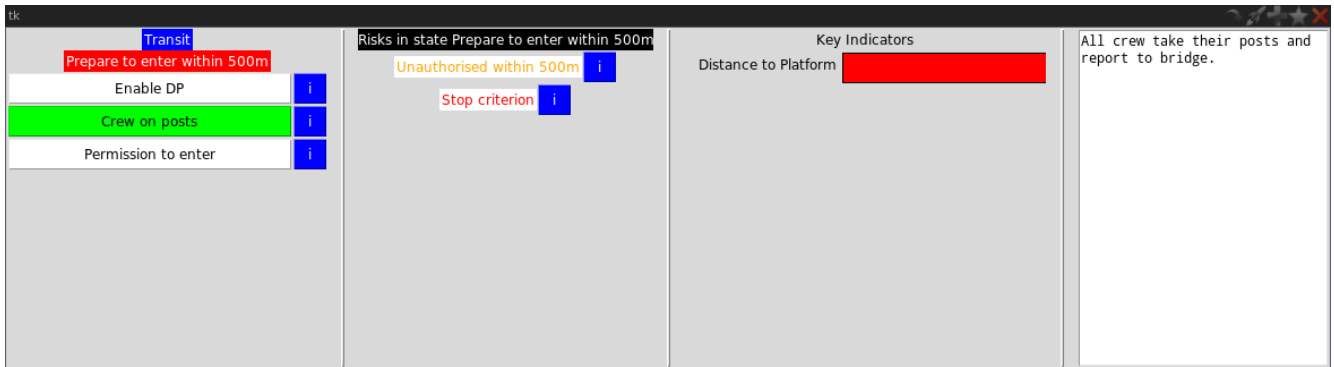 tk
Transit
Prepare to enter within 500m
Enable DP i
Crew on posts i
Permission to enter i
Risks in state Prepare to enter within 500m
Unauthorised within 500m i
Stop criterion i
Key Indicators
Distance to Platform
All crew take their posts and
report to bridge.